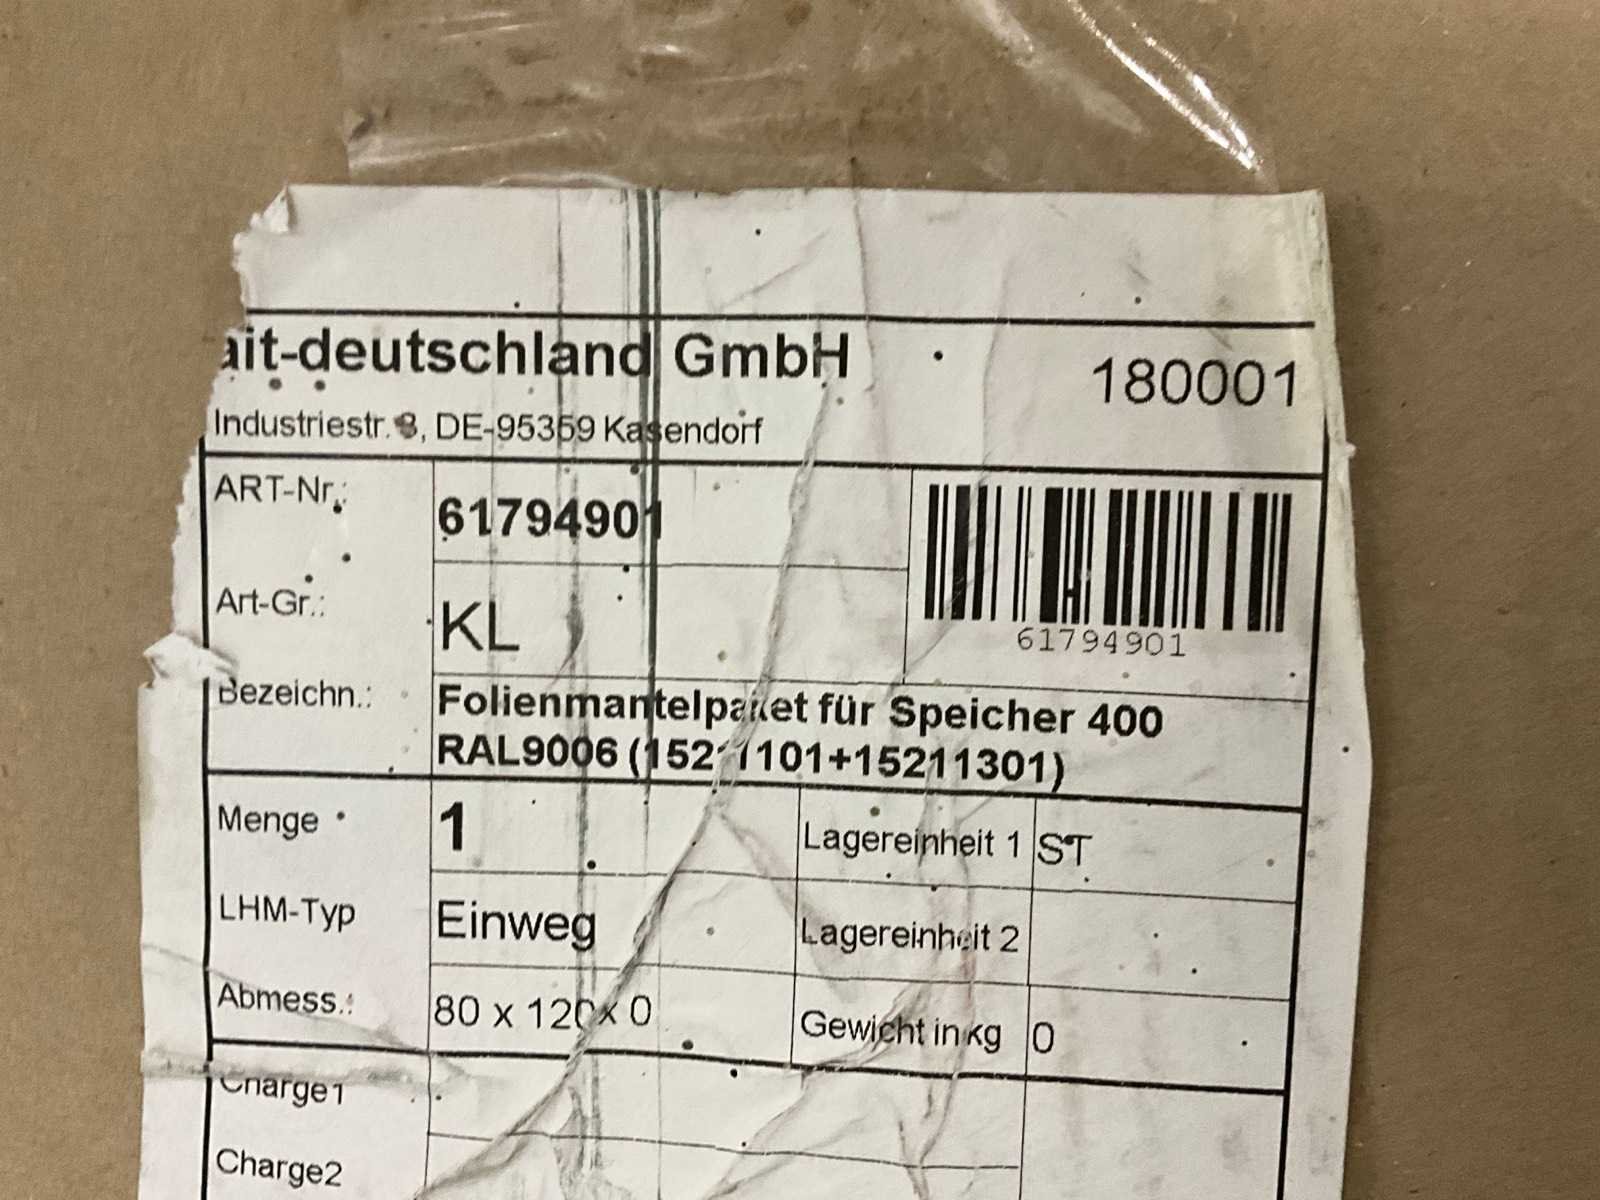 ait-deutschland GmbH
180001
Industriestr. 3, DE-95359 Kasendorf
ART-Nr.:
61794901
61794901
Art-Gr.:
KL
Bezeichn.:
Folienmantelpaket für Speicher 400
RAL9006 (15211101+15211301)
Menge
1
Lagereinheit 1
ST
LHM-Typ
Einweg
Lagereinheit 2
Abmess.:
80 x 120 x 0
Gewicht in kg
0
Charge1
Charge2